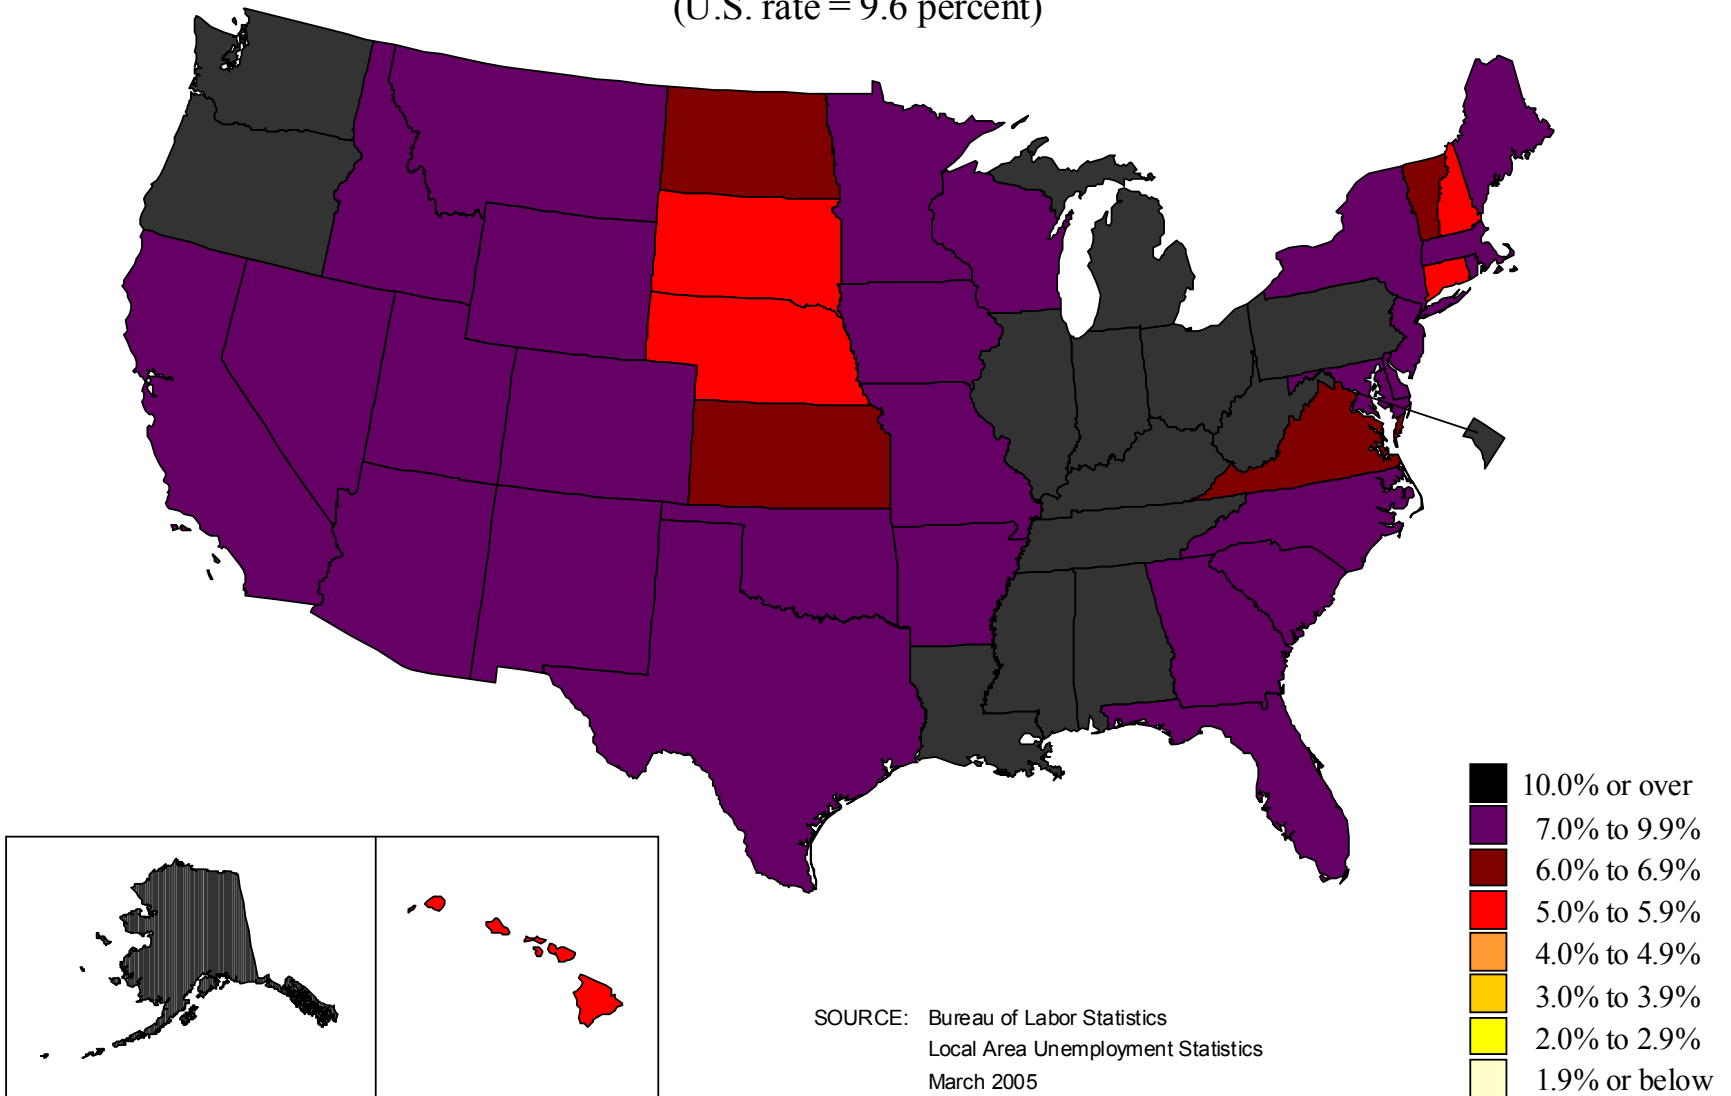 (U.S. rate = 9.6 percent)
10.0% or over
7.0% to 9.9%
6.0% to 6.9%
5.0% to 5.9%
4.0% to 4.9%
3.0% to 3.9%
2.0% to 2.9%
1.9% or below
SOURCE: Bureau of Labor Statistics
Local Area Unemployment Statistics
March 2005